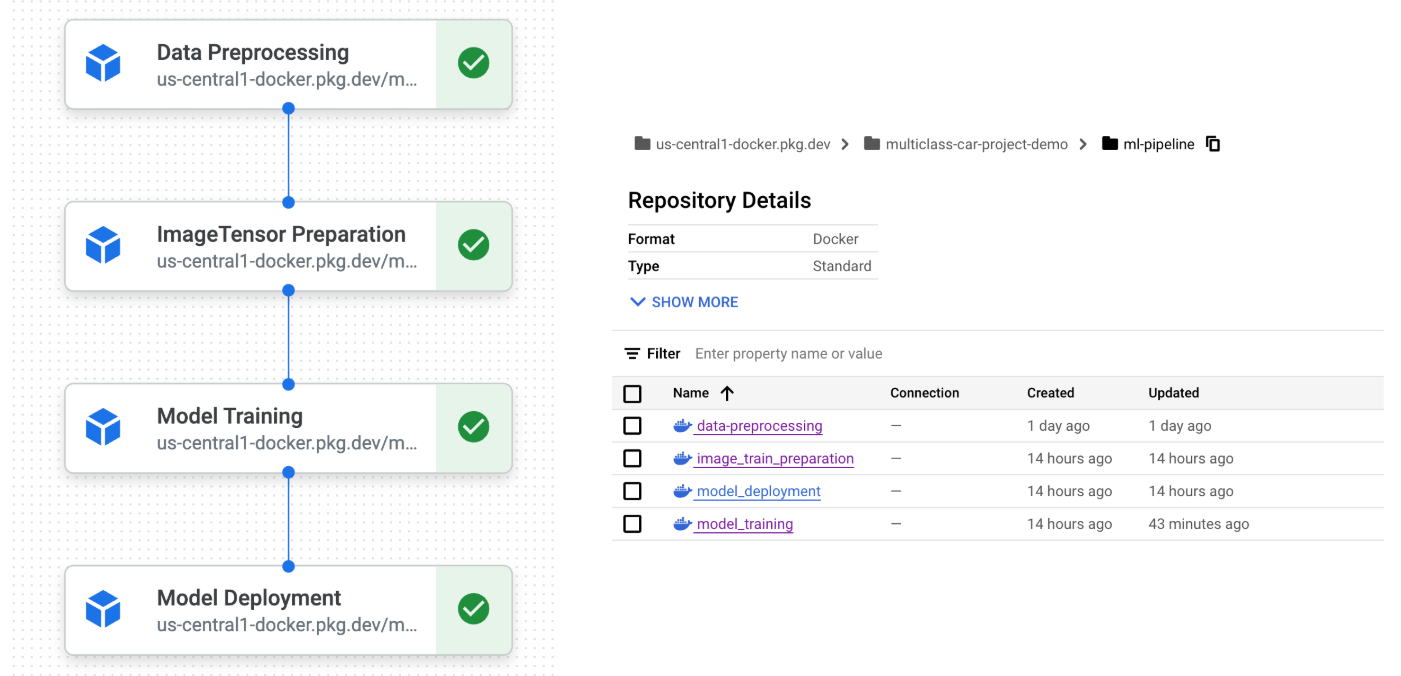 Data Preprocessing
us-central1-docker.pkg.dev/m...
ImageTensor Preparation
us-central1-docker.pkg.dev/m...
Model Training
us-central1-docker.pkg.dev/m...
Model Deployment
us-central1-docker.pkg.dev/m...
us-central1-docker.pkg.dev > multiclass-car-project-demo > ml-pipeline
Repository Details
Format Docker
Type Standard
SHOW MORE
Filter Enter property name or value
Name ↑ Connection Created Updated
data-preprocessing — 1 day ago 1 day ago
image_train_preparation — 14 hours ago 14 hours ago
model_deployment — 14 hours ago 14 hours ago
model_training — 14 hours ago 43 minutes ago